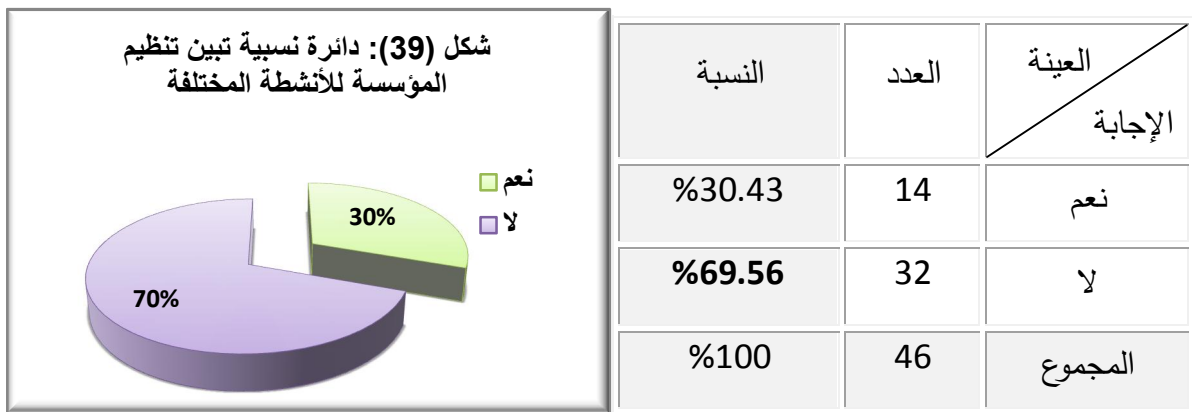 العينة
الإجابة
العدد
النسبة
نعم
14
%30.43
لا
32
%69.56
المجموع
46
%100
شكل (39): دائرة نسبية تبين تنظيم
المؤسسة للأنشطة المختلفة
نعم
لا
30%
70%